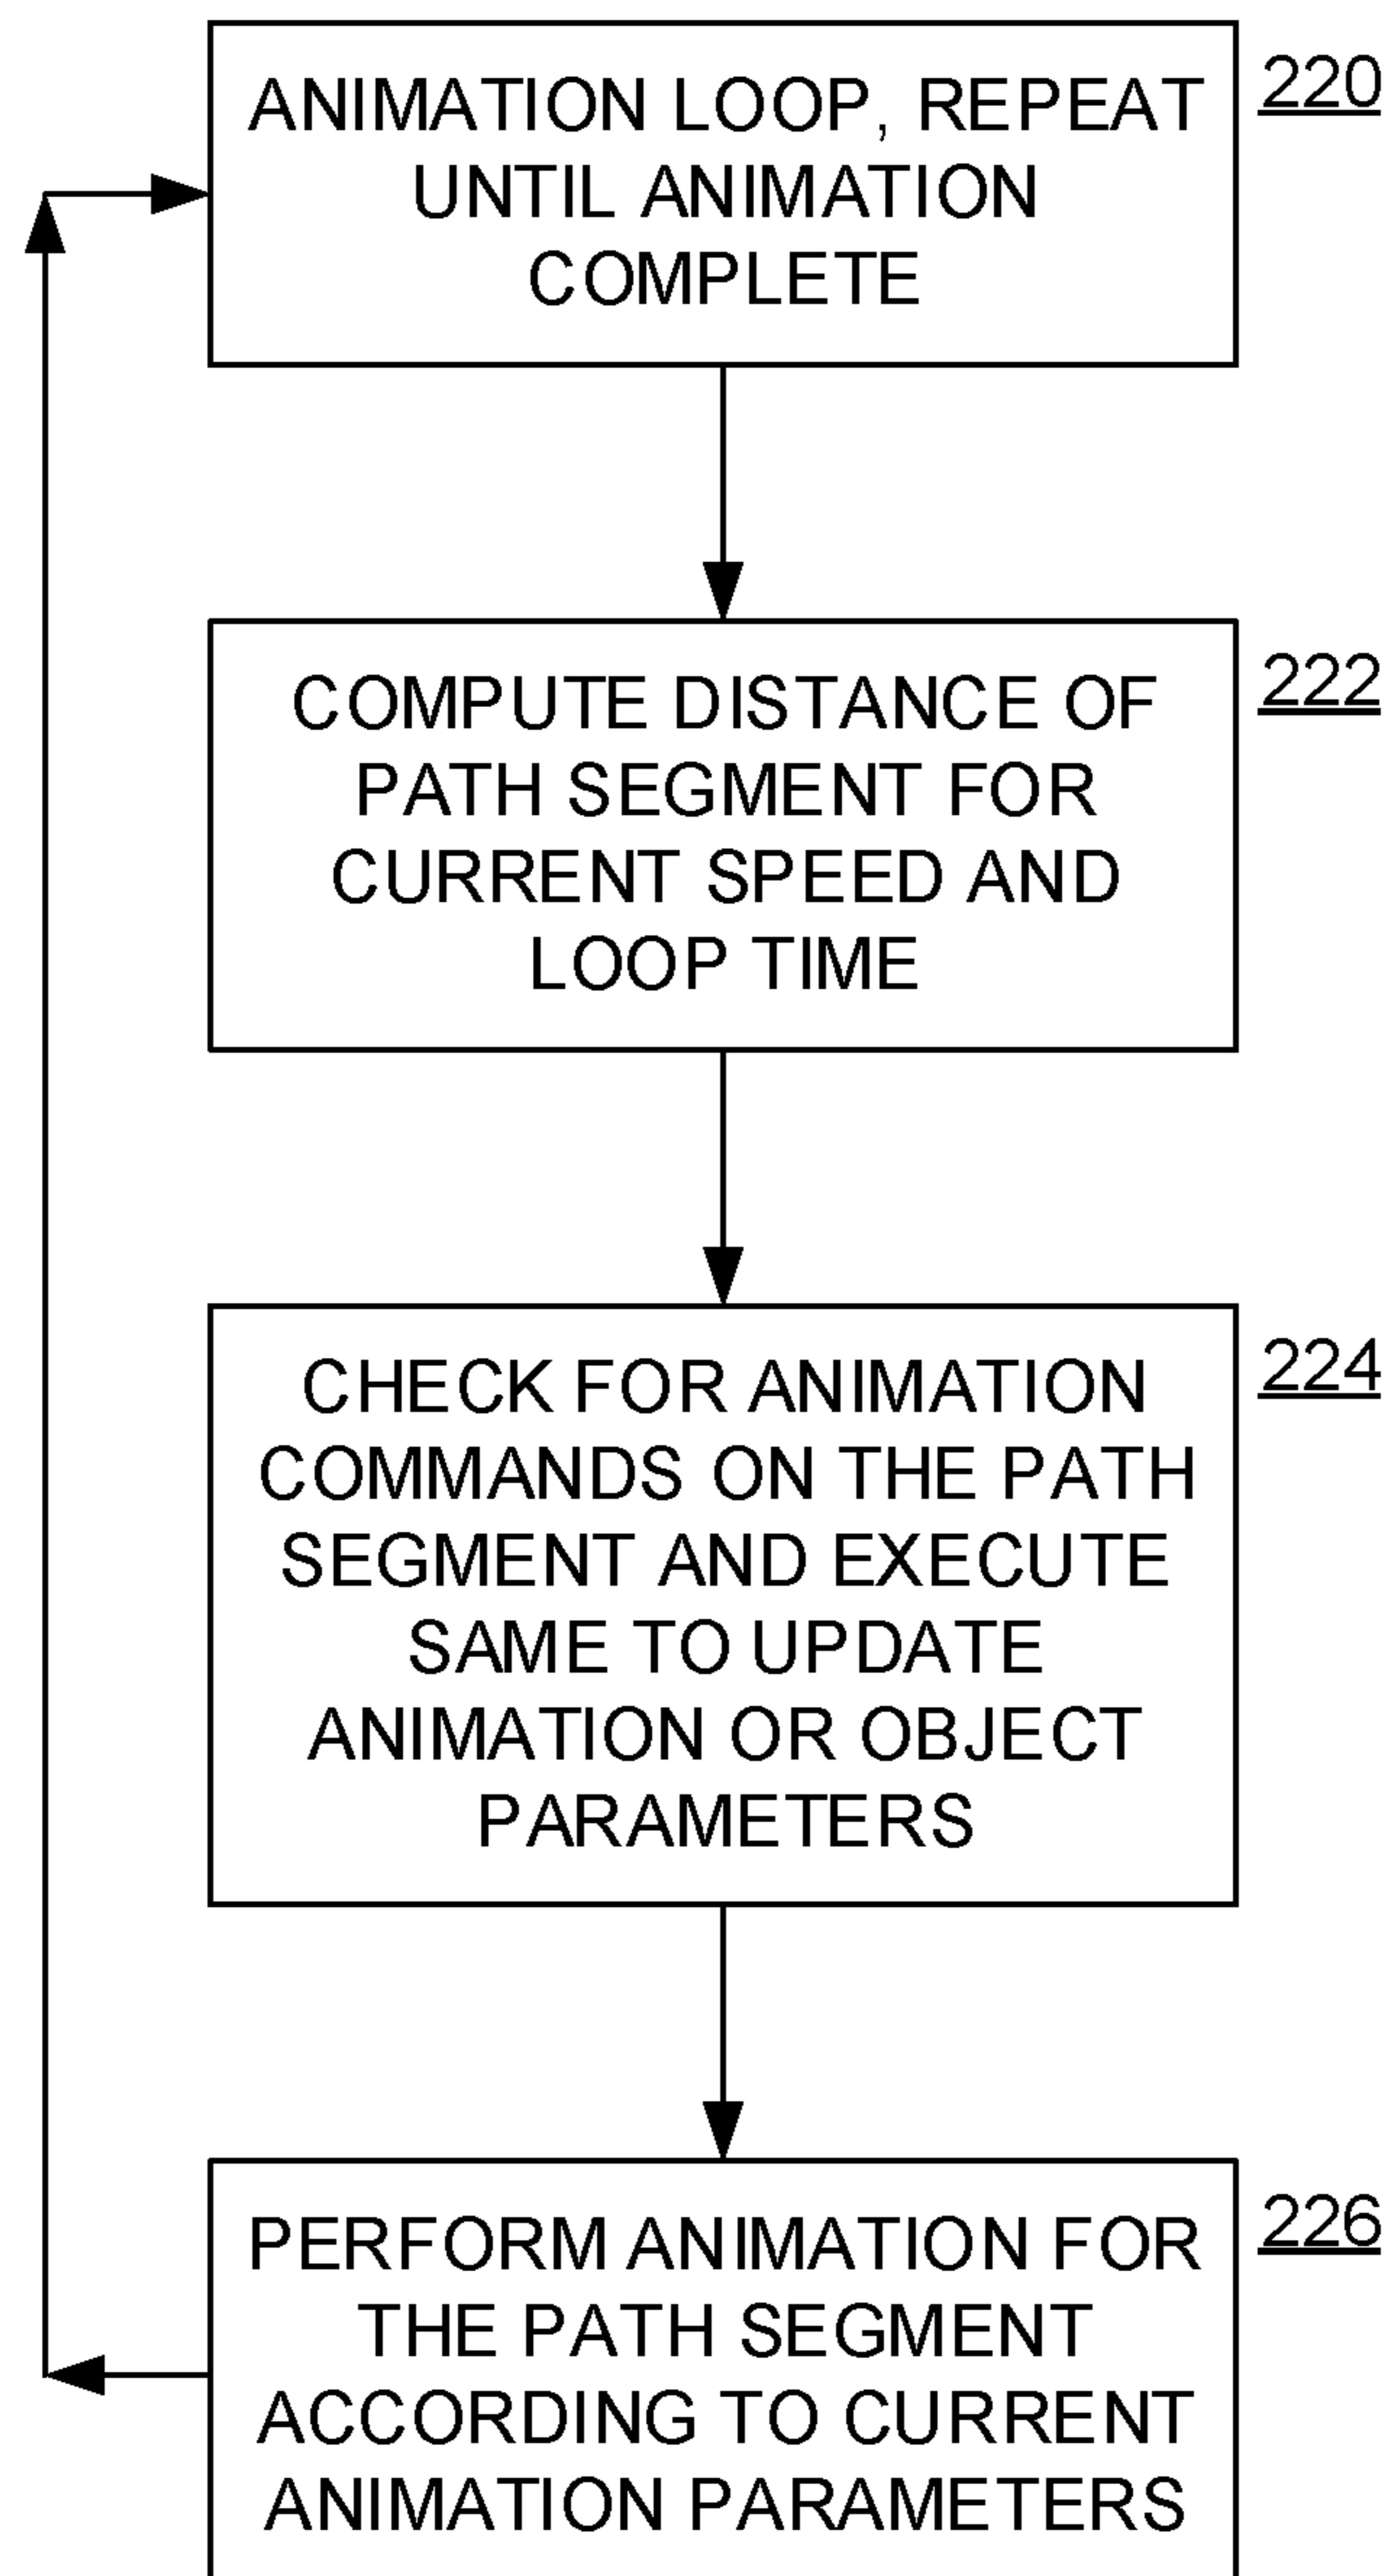 ANIMATION LOOP, REPEAT
UNTIL ANIMATION
COMPLETE
220
COMPUTE DISTANCE OF
PATH SEGMENT FOR
CURRENT SPEED AND
LOOP TIME
222
CHECK FOR ANIMATION
COMMANDS ON THE PATH
SEGMENT AND EXECUTE
SAME TO UPDATE
ANIMATION OR OBJECT
PARAMETERS
224
PERFORM ANIMATION FOR
THE PATH SEGMENT
ACCORDING TO CURRENT
ANIMATION PARAMETERS
226